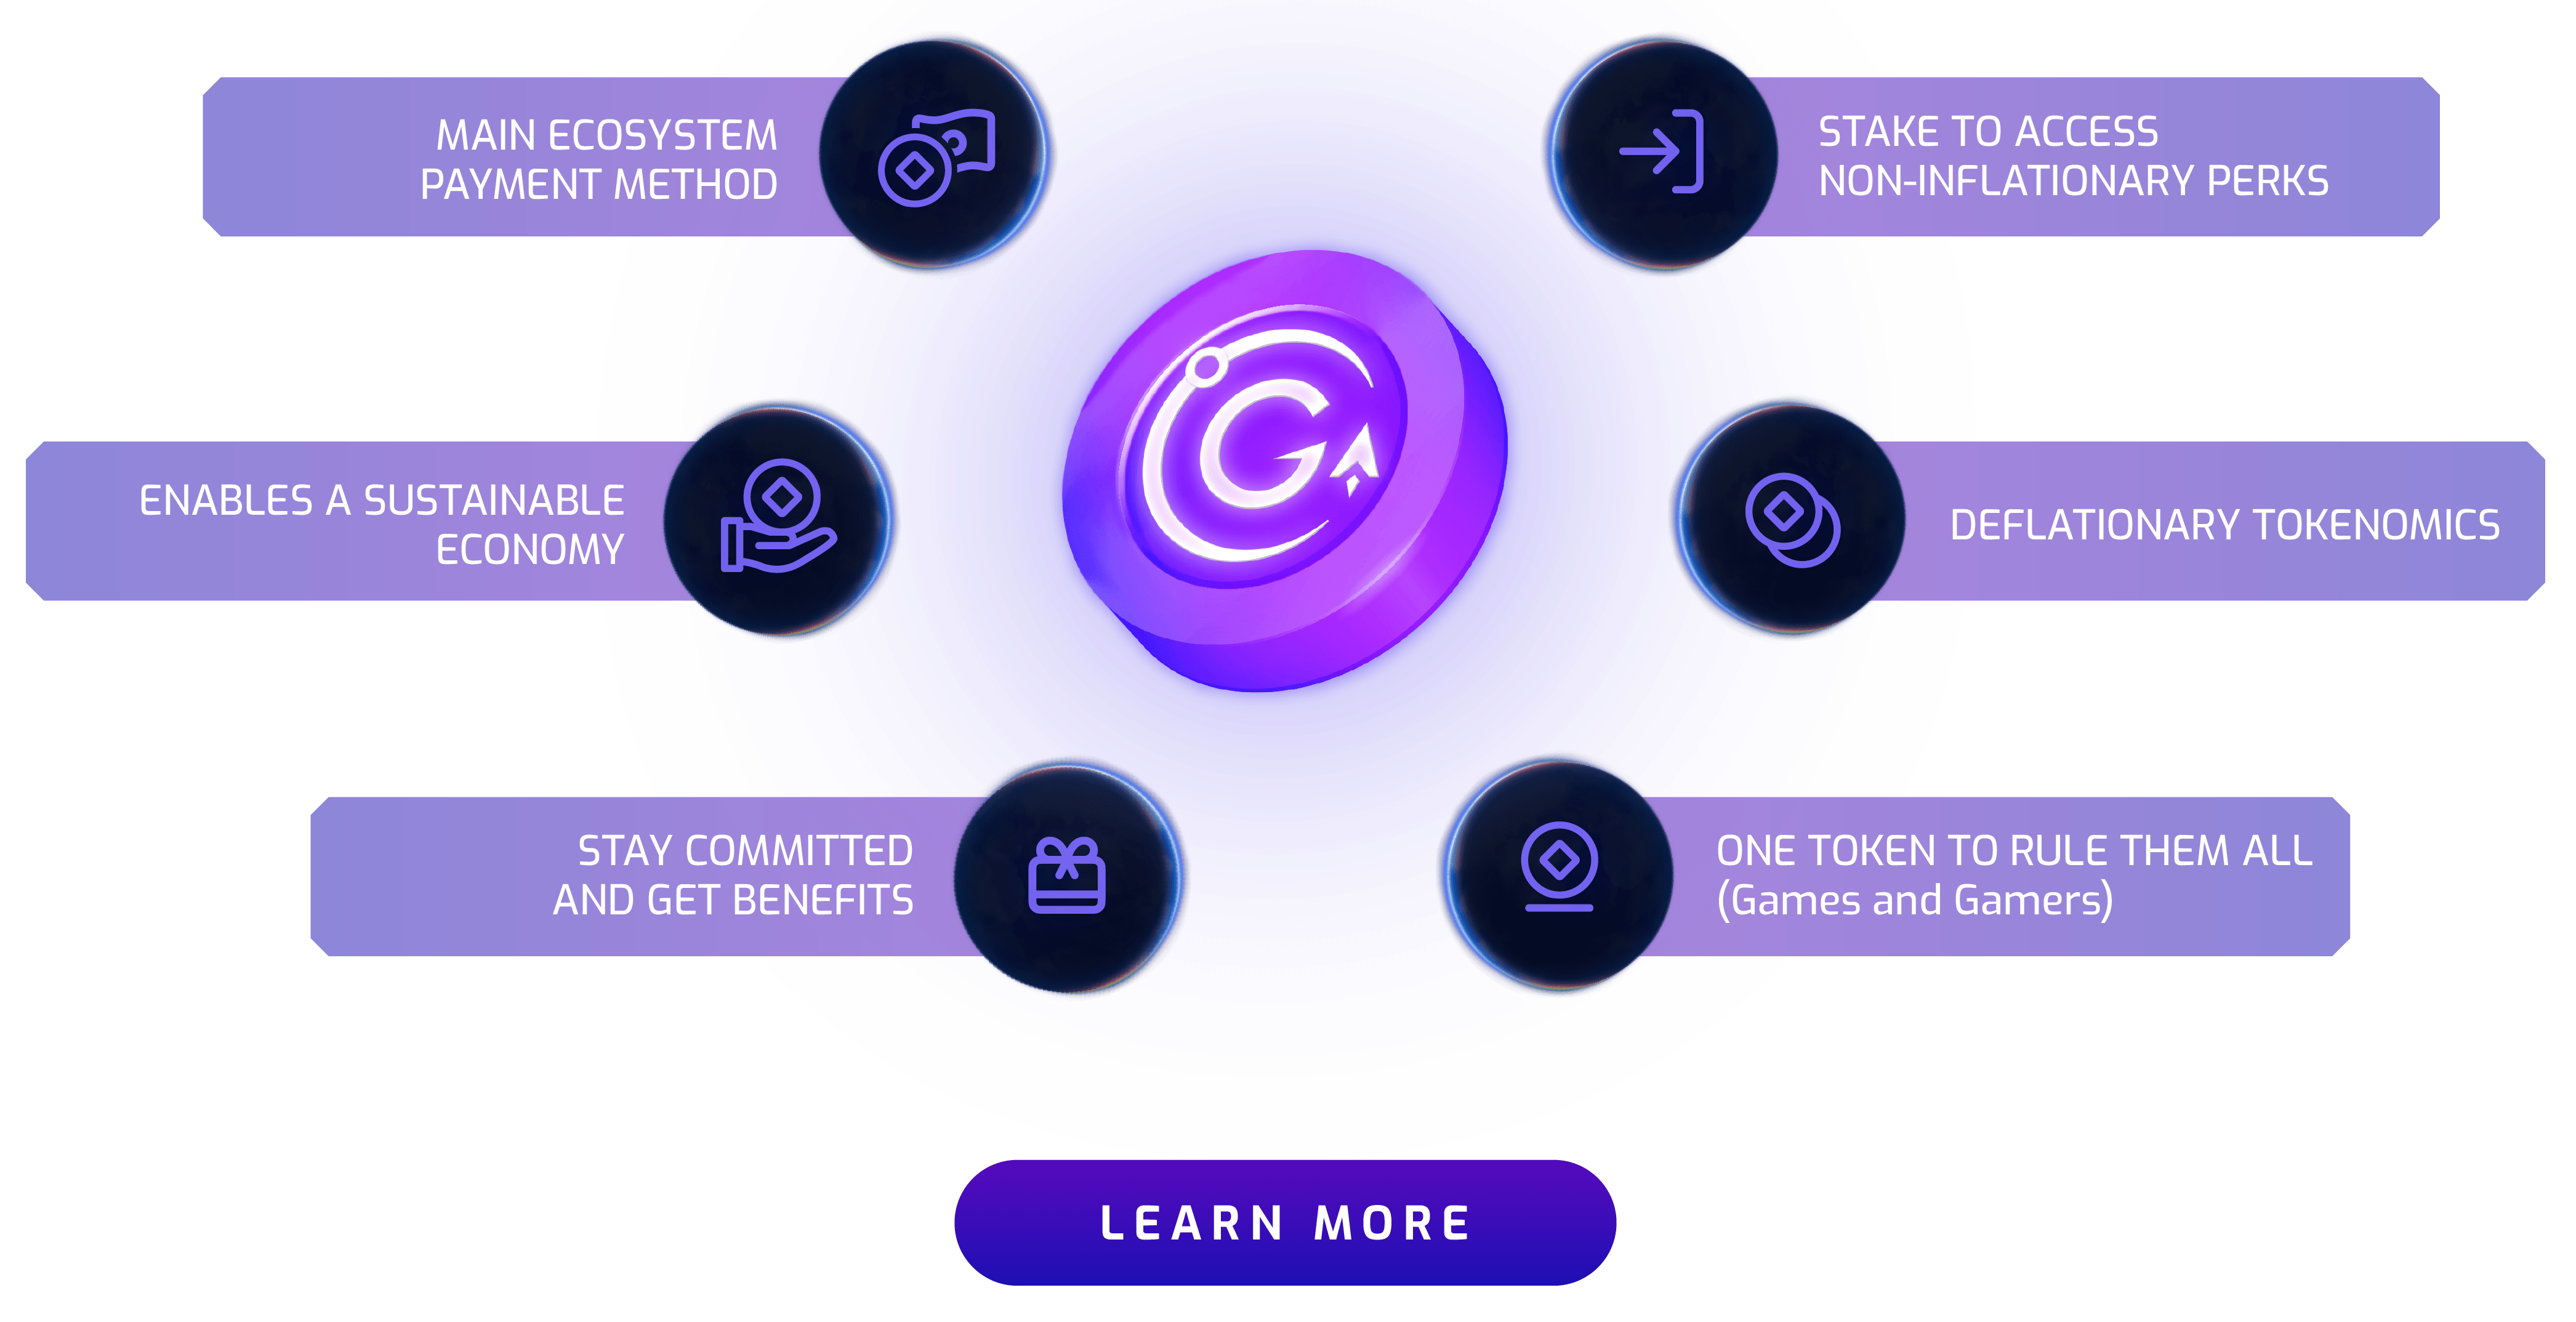 MAIN ECOSYSTEM
PAYMENT METHOD
STAKE TO ACCESS
NON-INFLATIONARY PERKS
ENABLES A SUSTAINABLE
ECONOMY
DEFLATIONARY TOKENOMICS
STAY COMMITTED
AND GET BENEFITS
ONE TOKEN TO RULE THEM ALL
(Games and Gamers)
G
LEARN MORE